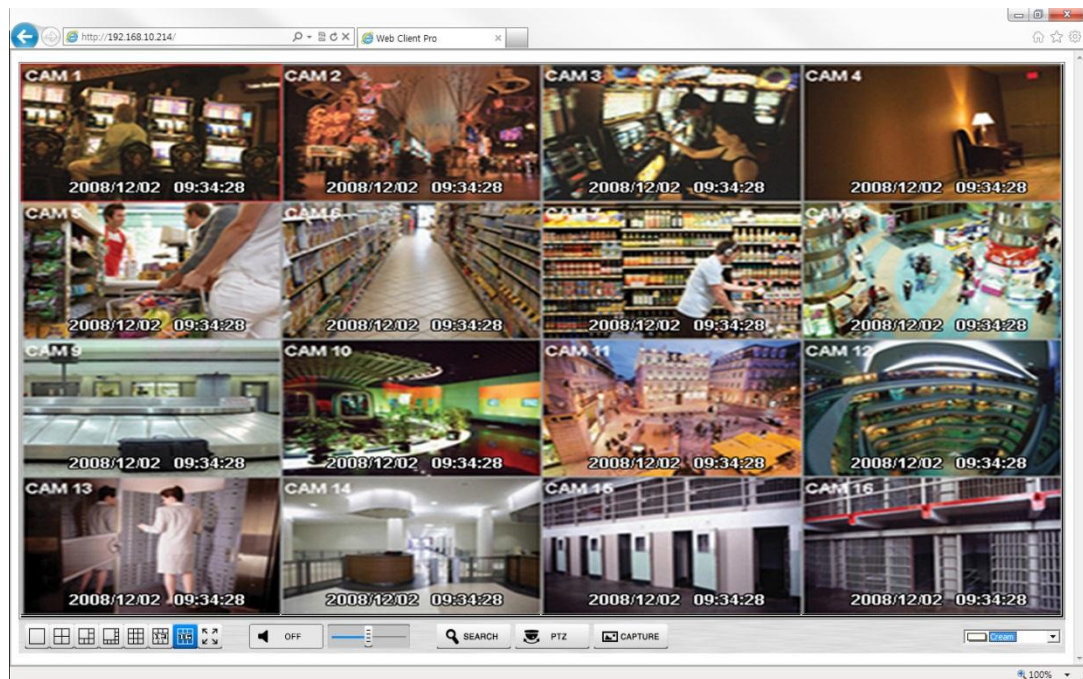 http://192.168.10.214/
Web Client Pro
CAM 1
CAM 2
CAM 3
CAM 4
2008/12/02 09:34:28
2008/12/02 09:34:28
2008/12/02 09:34:28
2008/12/02 09:34:28
CAM 5
CAM 6
2008/12/02 09:34:28
2008/12/02 09:34:28
2008/12/02 09:34:28
2008/12/02 09:34:28
CAM 9
CAM 10
CAM 11
CAM 12
2008/12/02 09:34:28
2008/12/02 09:34:28
2008/12/02 09:34:28
2008/12/02 09:34:28
CAM 13
CAM 14
CAM 15
CAM 16
2008/12/02 09:34:28
2008/12/02 09:34:28
2008/12/02 09:34:28
2008/12/02 09:34:28
OFF
SEARCH
PTZ
CAPTURE
Cream
100%